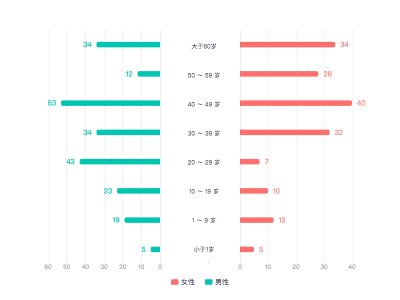 34 大于60岁 34
12 50 ～ 59 岁 28
53 40 ～ 49 岁 40
34 30 ～ 39 岁 32
43 20 ～ 29 岁 7
23 10 ～ 19 岁 10
19 1 ～ 9 岁 12
5 小于1岁 5
60 50 40 30 20 10 0 0 10 20 30 40
女性 男性